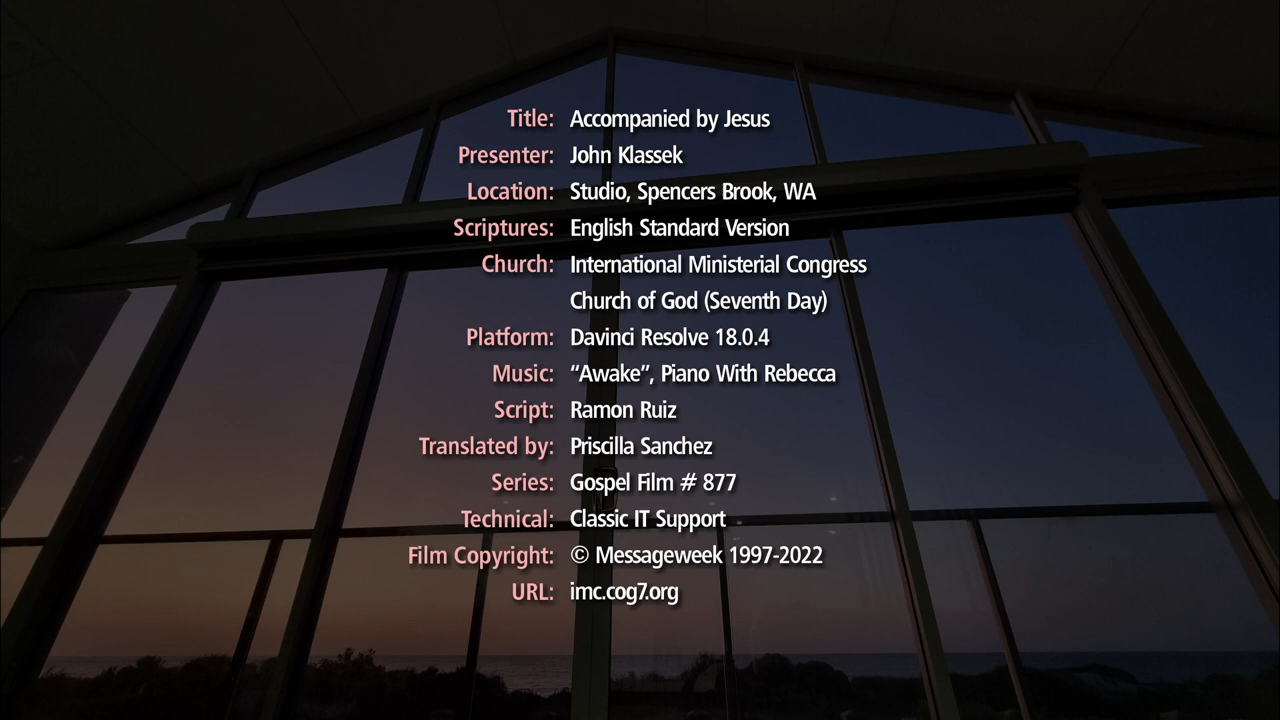 Title: Accompanied by Jesus
Presenter: John Klassek
Location: Studio, Spencers Brook, WA
Scriptures: English Standard Version
Church: International Ministerial Congress
Church of God (Seventh Day)
Platform: Davinci Resolve 18.0.4
Music: “Awake”, Piano With Rebecca
Script: Ramon Ruiz
Translated by: Priscilla Sanchez
Series: Gospel Film # 877
Technical: Classic IT Support
Film Copyright: © Messageweek 1997-2022
URL: imc.cog7.org